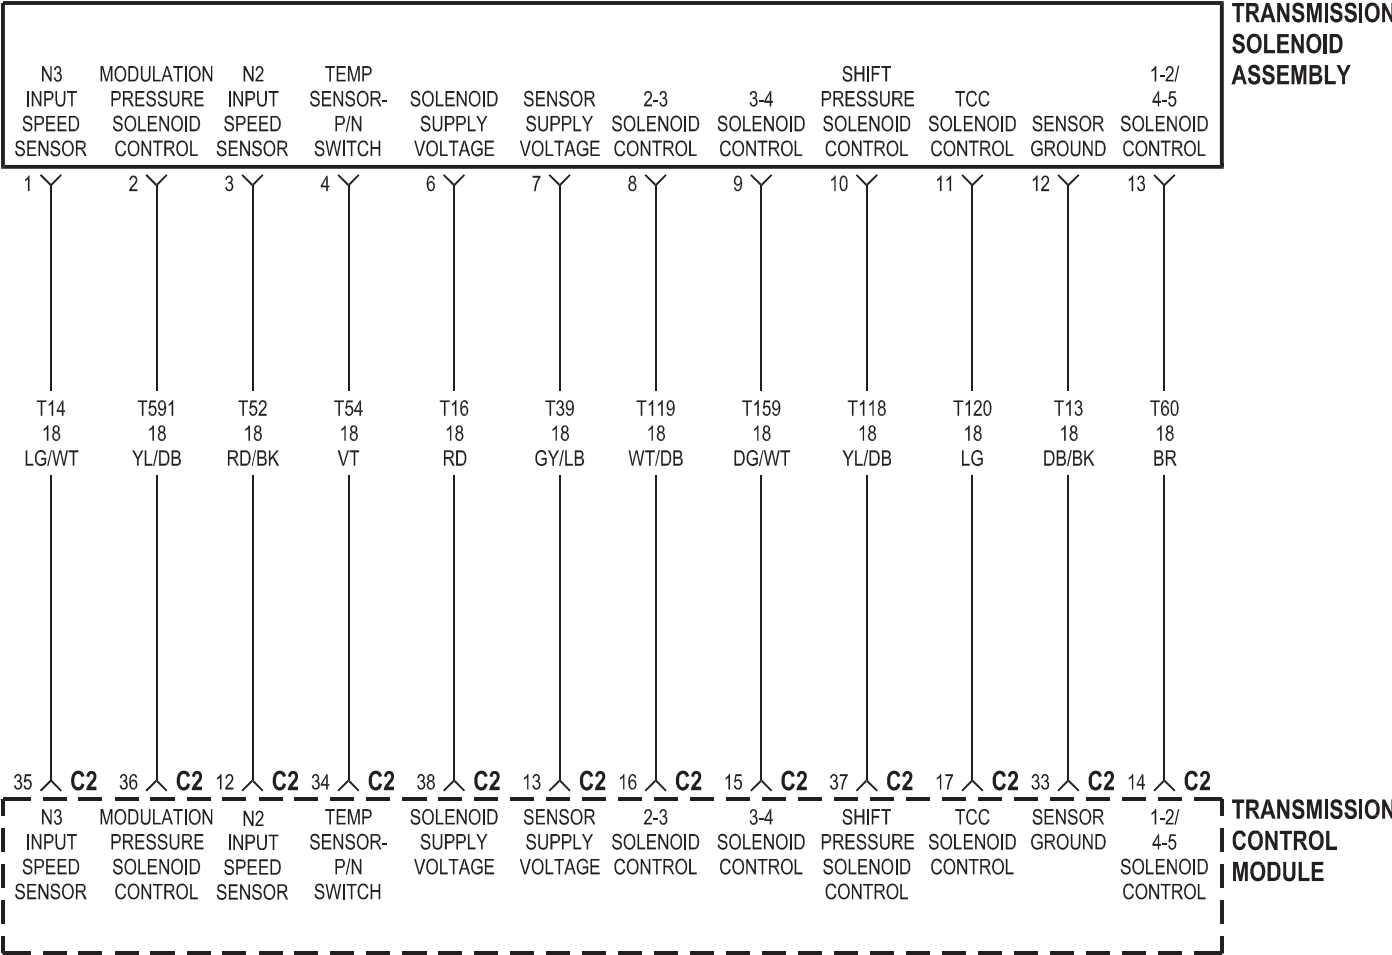 TRANSMISSION
SOLENOID
ASSEMBLY
N3
INPUT
SPEED
SENSOR
MODULATION
PRESSURE
SOLENOID
CONTROL
N2
INPUT
SPEED
SENSOR
TEMP
SENSOR-
P/N
SWITCH
SOLENOID
SUPPLY
VOLTAGE
SENSOR
SUPPLY
VOLTAGE
2-3
SOLENOID
CONTROL
3-4
SOLENOID
CONTROL
SHIFT
PRESSURE
SOLENOID
CONTROL
TCC
SOLENOID
CONTROL
SENSOR
GROUND
1-2/
4-5
SOLENOID
CONTROL
1 2 3 4 6 7 8 9 10 11 12 13
T14
18
LG/WT
T591
18
YL/DB
T52
18
RD/BK
T54
18
VT
T16
18
RD
T39
18
GY/LB
T119
18
WT/DB
T159
18
DG/WT
T118
18
YL/DB
T120
18
LG
T13
18
DB/BK
T60
18
BR
35 C2 36 C2 12 C2 34 C2 38 C2 13 C2 16 C2 15 C2 37 C2 17 C2 33 C2 14 C2
N3
INPUT
SPEED
SENSOR
MODULATION
PRESSURE
SOLENOID
CONTROL
N2
INPUT
SPEED
SENSOR
TEMP
SENSOR-
P/N
SWITCH
SOLENOID
SUPPLY
VOLTAGE
SENSOR
SUPPLY
VOLTAGE
2-3
SOLENOID
CONTROL
3-4
SOLENOID
CONTROL
SHIFT
PRESSURE
SOLENOID
CONTROL
TCC
SOLENOID
CONTROL
SENSOR
GROUND
1-2/
4-5
SOLENOID
CONTROL
TRANSMISSION
CONTROL
MODULE